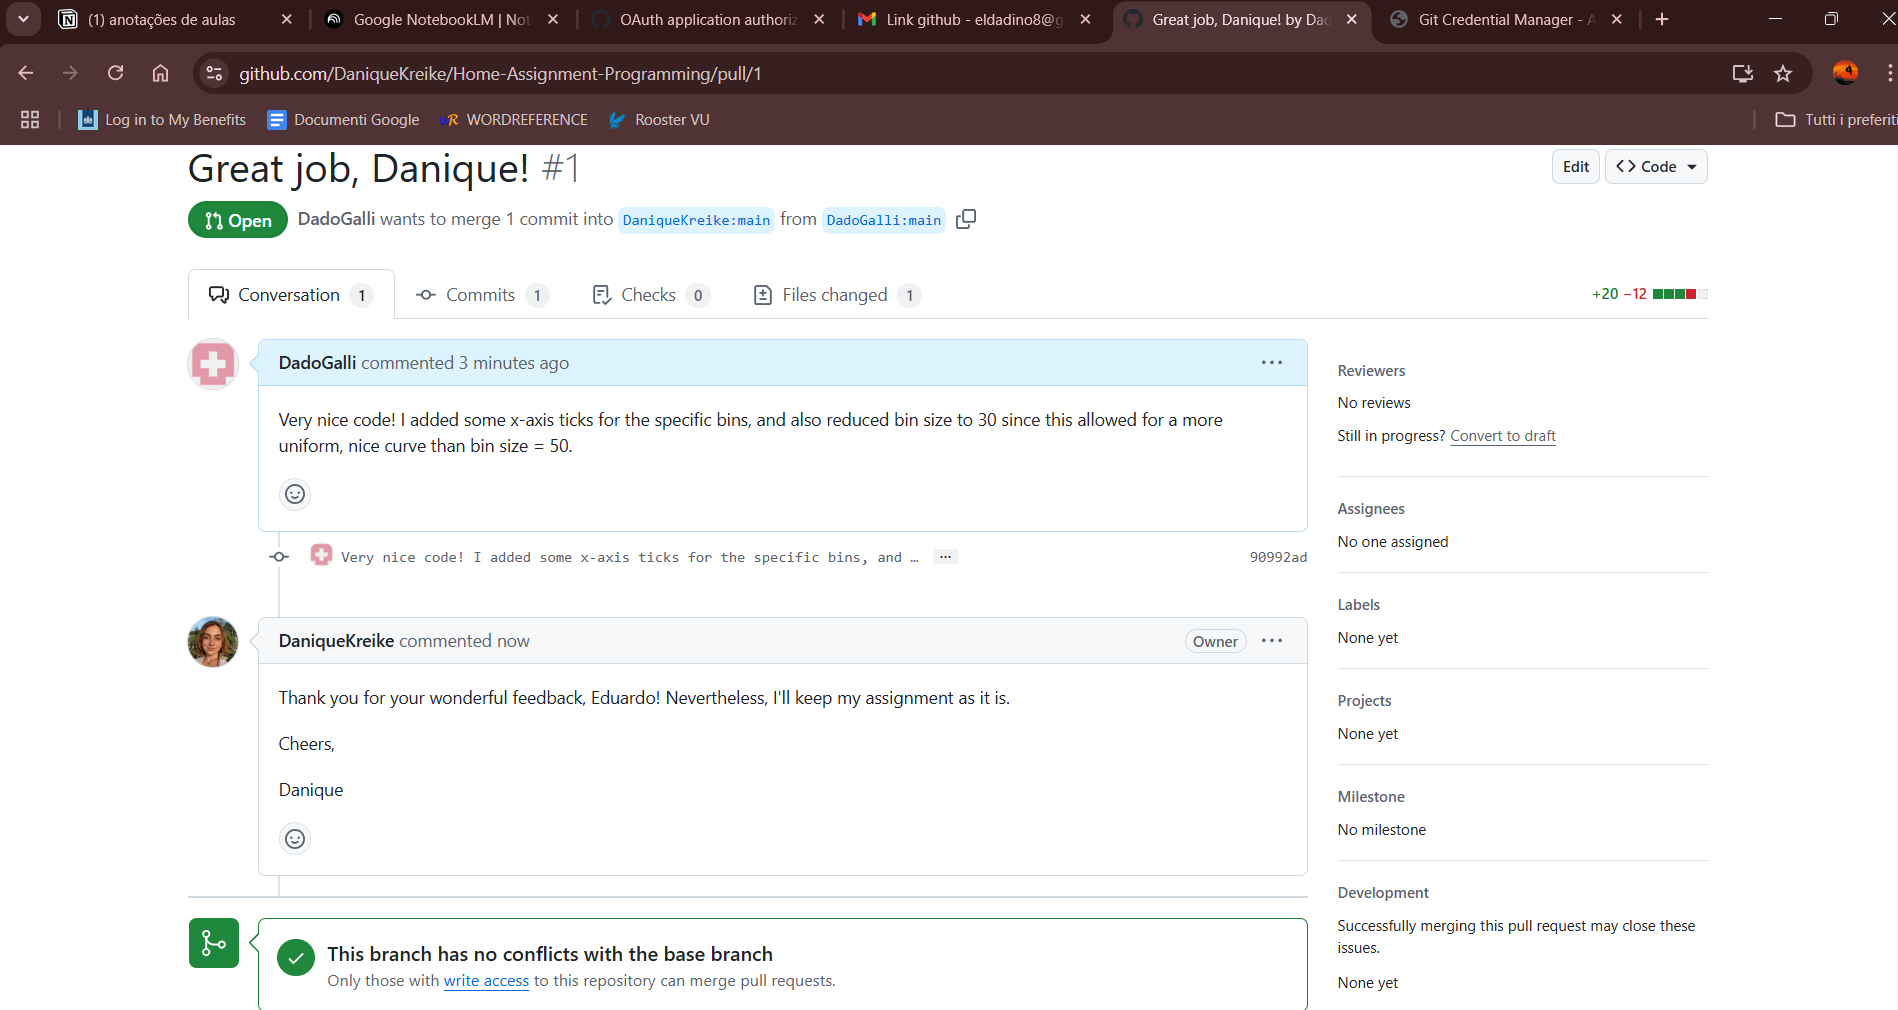 (1) anotações de aulas
Google NotebookLM | Not
OAuth application authoriz
Link github - eldadino8@g
Great job, Danique! by Dad
Git Credential Manager - A
github.com/DaniqueKreike/Home-Assignment-Programming/pull/1
Log in to My Benefits
Documenti Google
WORDREFERENCE
Rooster VU
Tutti i preferiti
Great job, Danique! #1
Edit
Code
Open
DadoGalli wants to merge 1 commit into DaniqueKreike:main from DadoGalli:main
Conversation 1
Commits 1
Checks 0
Files changed 1
+20 −12
DadoGalli commented 3 minutes ago
Very nice code! I added some x-axis ticks for the specific bins, and also reduced bin size to 30 since this allowed for a more
uniform, nice curve than bin size = 50.
Very nice code! I added some x-axis ticks for the specific bins, and …
90992ad
DaniqueKreike commented now
Owner
Thank you for your wonderful feedback, Eduardo! Nevertheless, I'll keep my assignment as it is.
Cheers,
Danique
This branch has no conflicts with the base branch
Only those with write access to this repository can merge pull requests.
Reviewers
No reviews
Still in progress? Convert to draft
Assignees
No one assigned
Labels
None yet
Projects
None yet
Milestone
No milestone
Development
Successfully merging this pull request may close these
issues.
None yet